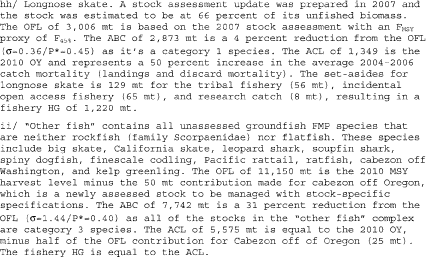 hh/ Longnose skate. A stock assessment update was prepared in 2007 and
the stock was estimated to be at 66 percent of its unfished biomass.
The OFL of 3,006 mt is based on the 2007 stock assessment with an FMSY
proxy of F45%. The ABC of 2,873 mt is a 4 percent reduction from the OFL
(σ=0.36/P*=0.45) as it's a category 1 species. The ACL of 1,349 is the
2010 OY and represents a 50 percent increase in the average 2004-2006
catch mortality (landings and discard mortality). The set-asides for
longnose skate is 129 mt for the tribal fishery (56 mt), incidental
open access fishery (65 mt), and research catch (8 mt), resulting in a
fishery HG of 1,220 mt.
ii/ "Other fish" contains all unassessed groundfish FMP species that
are neither rockfish (family Scorpaenidae) nor flatfish. These species
include big skate, California skate, leopard shark, soupfin shark,
spiny dogfish, finescale codling, Pacific rattail, ratfish, cabezon off
Washington, and kelp greenling. The OFL of 11,150 mt is the 2010 MSY
harvest level minus the 50 mt contribution made for cabezon off Oregon,
which is a newly assessed stock to be managed with stock-specific
specifications. The ABC of 7,742 mt is a 31 percent reduction from the
OFL (σ=1.44/P*=0.40) as all of the stocks in the "other fish" complex
are category 3 species. The ACL of 5,575 mt is equal to the 2010 OY,
minus half of the OFL contribution for Cabezon off of Oregon (25 mt).
The fishery HG is equal to the ACL.